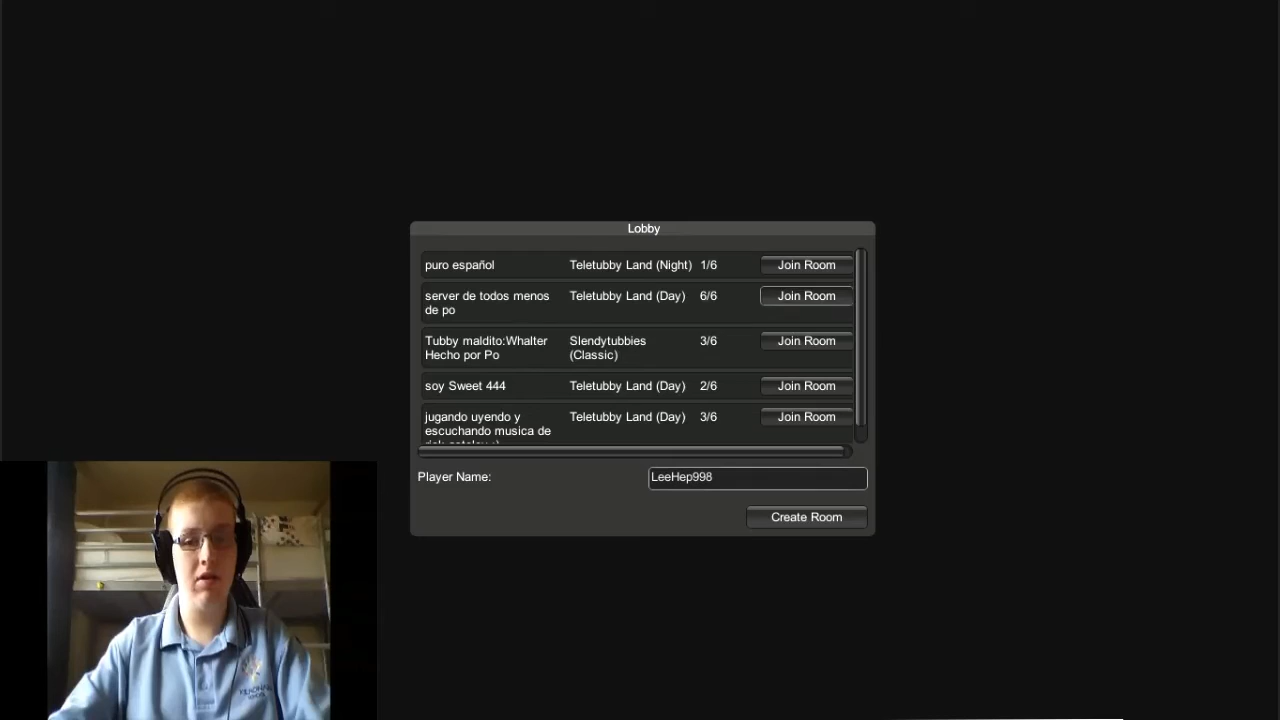 Lobby
puro español Teletubby Land (Night) 1/6 Join Room
server de todos menos Teletubby Land (Day) 6/6 Join Room
de po
Tubby maldito:Whalter Slendytubbies 3/6 Join Room
Hecho por Po (Classic)
soy Sweet 444 Teletubby Land (Day) 2/6 Join Room
jugando uyendo y Teletubby Land (Day) 3/6 Join Room
escuchando musica de
Player Name: LeeHep998
Create Room